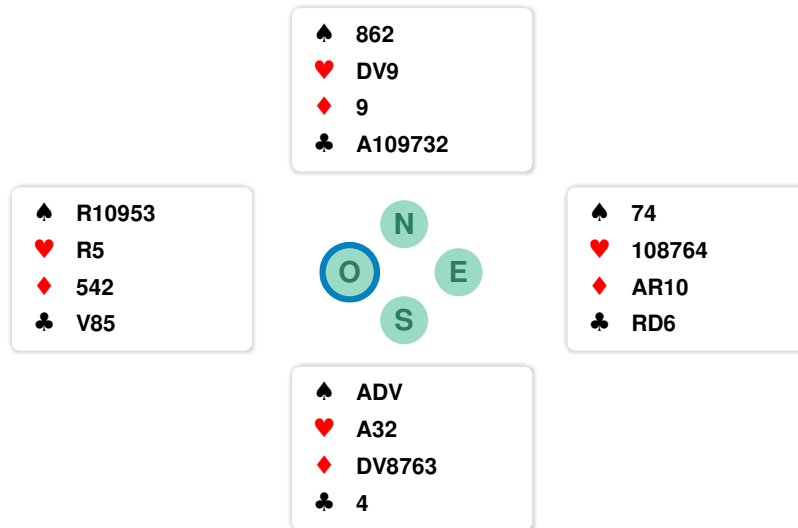 ♠ 862
♥ DV9
♦ 9
♣ A109732
♠ R10953
♥ R5
♦ 542
♣ V85
N
O E
S
♠ 74
♥ 108764
♦ AR10
♣ RD6
♠ ADV
♥ A32
♦ DV8763
♣ 4